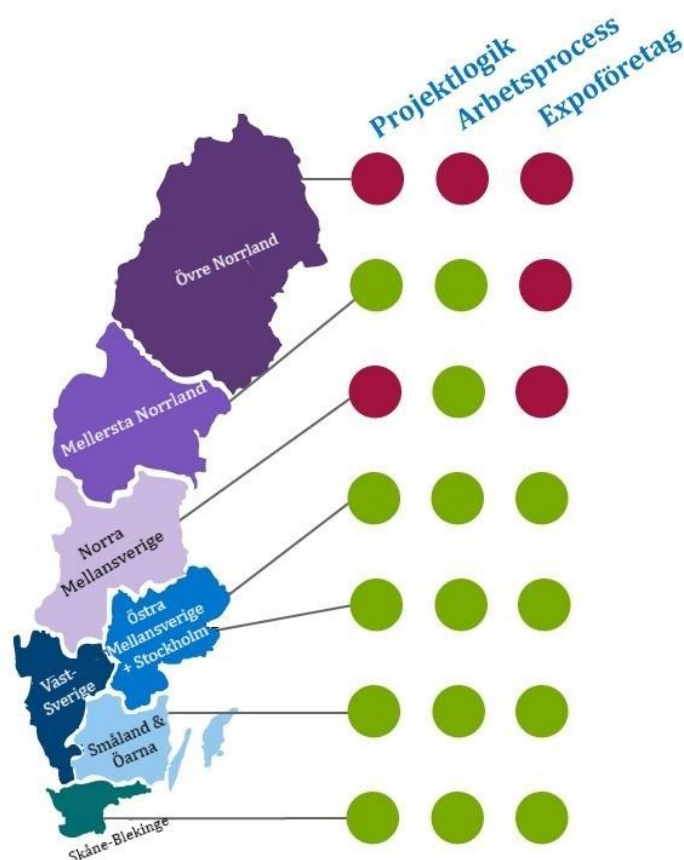 Projektlogik
Arbetsprocess
Expoföretag
Övre Norrland
Mellersta Norrland
Norra
Mellansverige
Östra
Mellansverige
+ Stockholm
Väst-
Sverige
Småland &
Öarna
Skåne-Blekinge